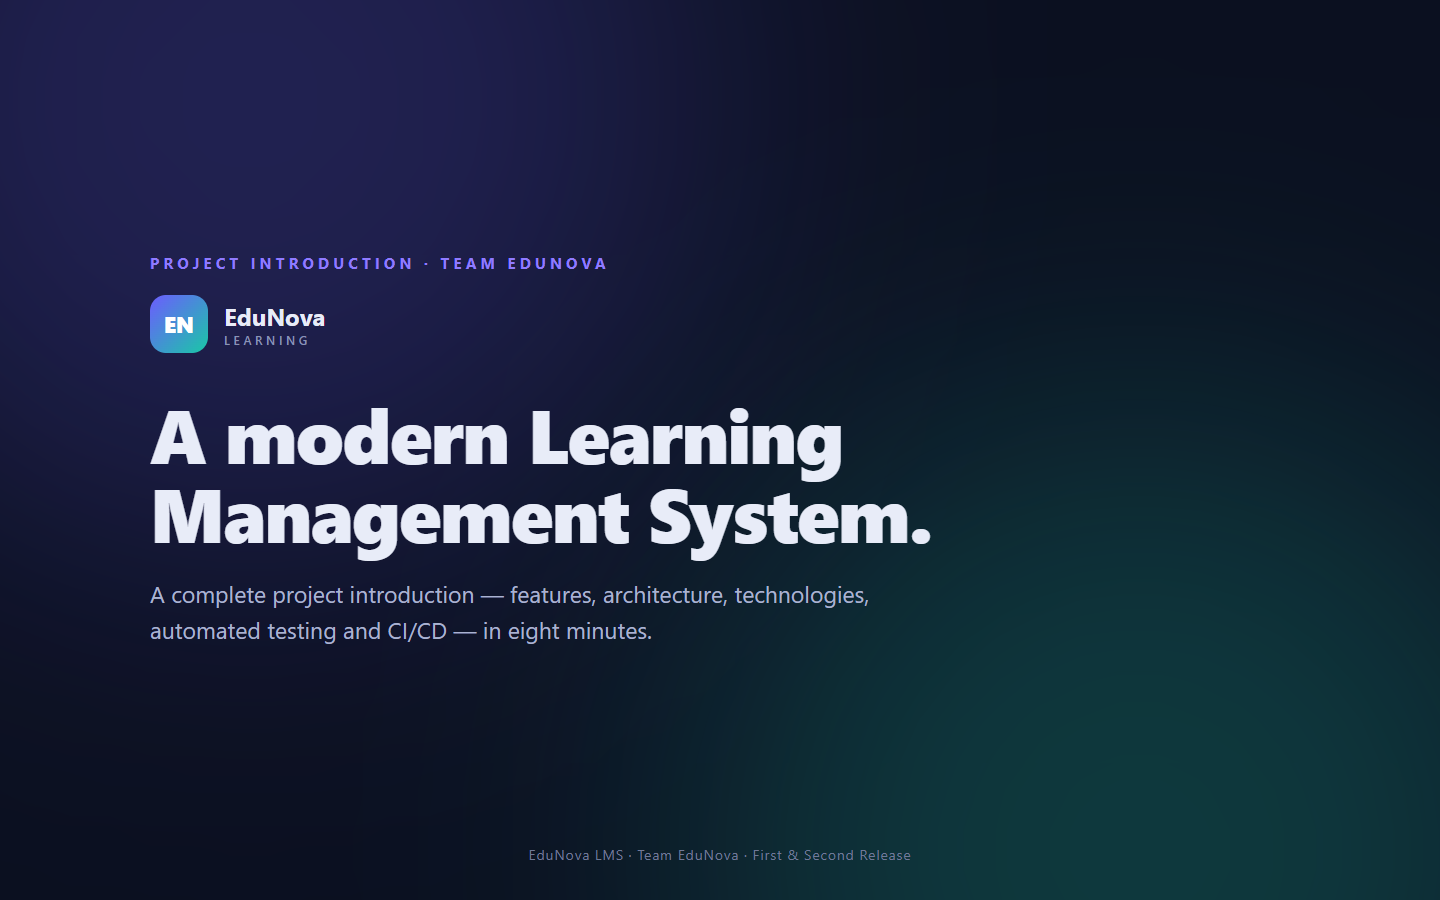 PROJECT INTRODUCTION · TEAM EDUNOVA
EN
EduNova
LEARNING
A modern Learning
Management System.
A complete project introduction — features, architecture, technologies,
automated testing and CI/CD — in eight minutes.
EduNova LMS · Team EduNova · First & Second Release